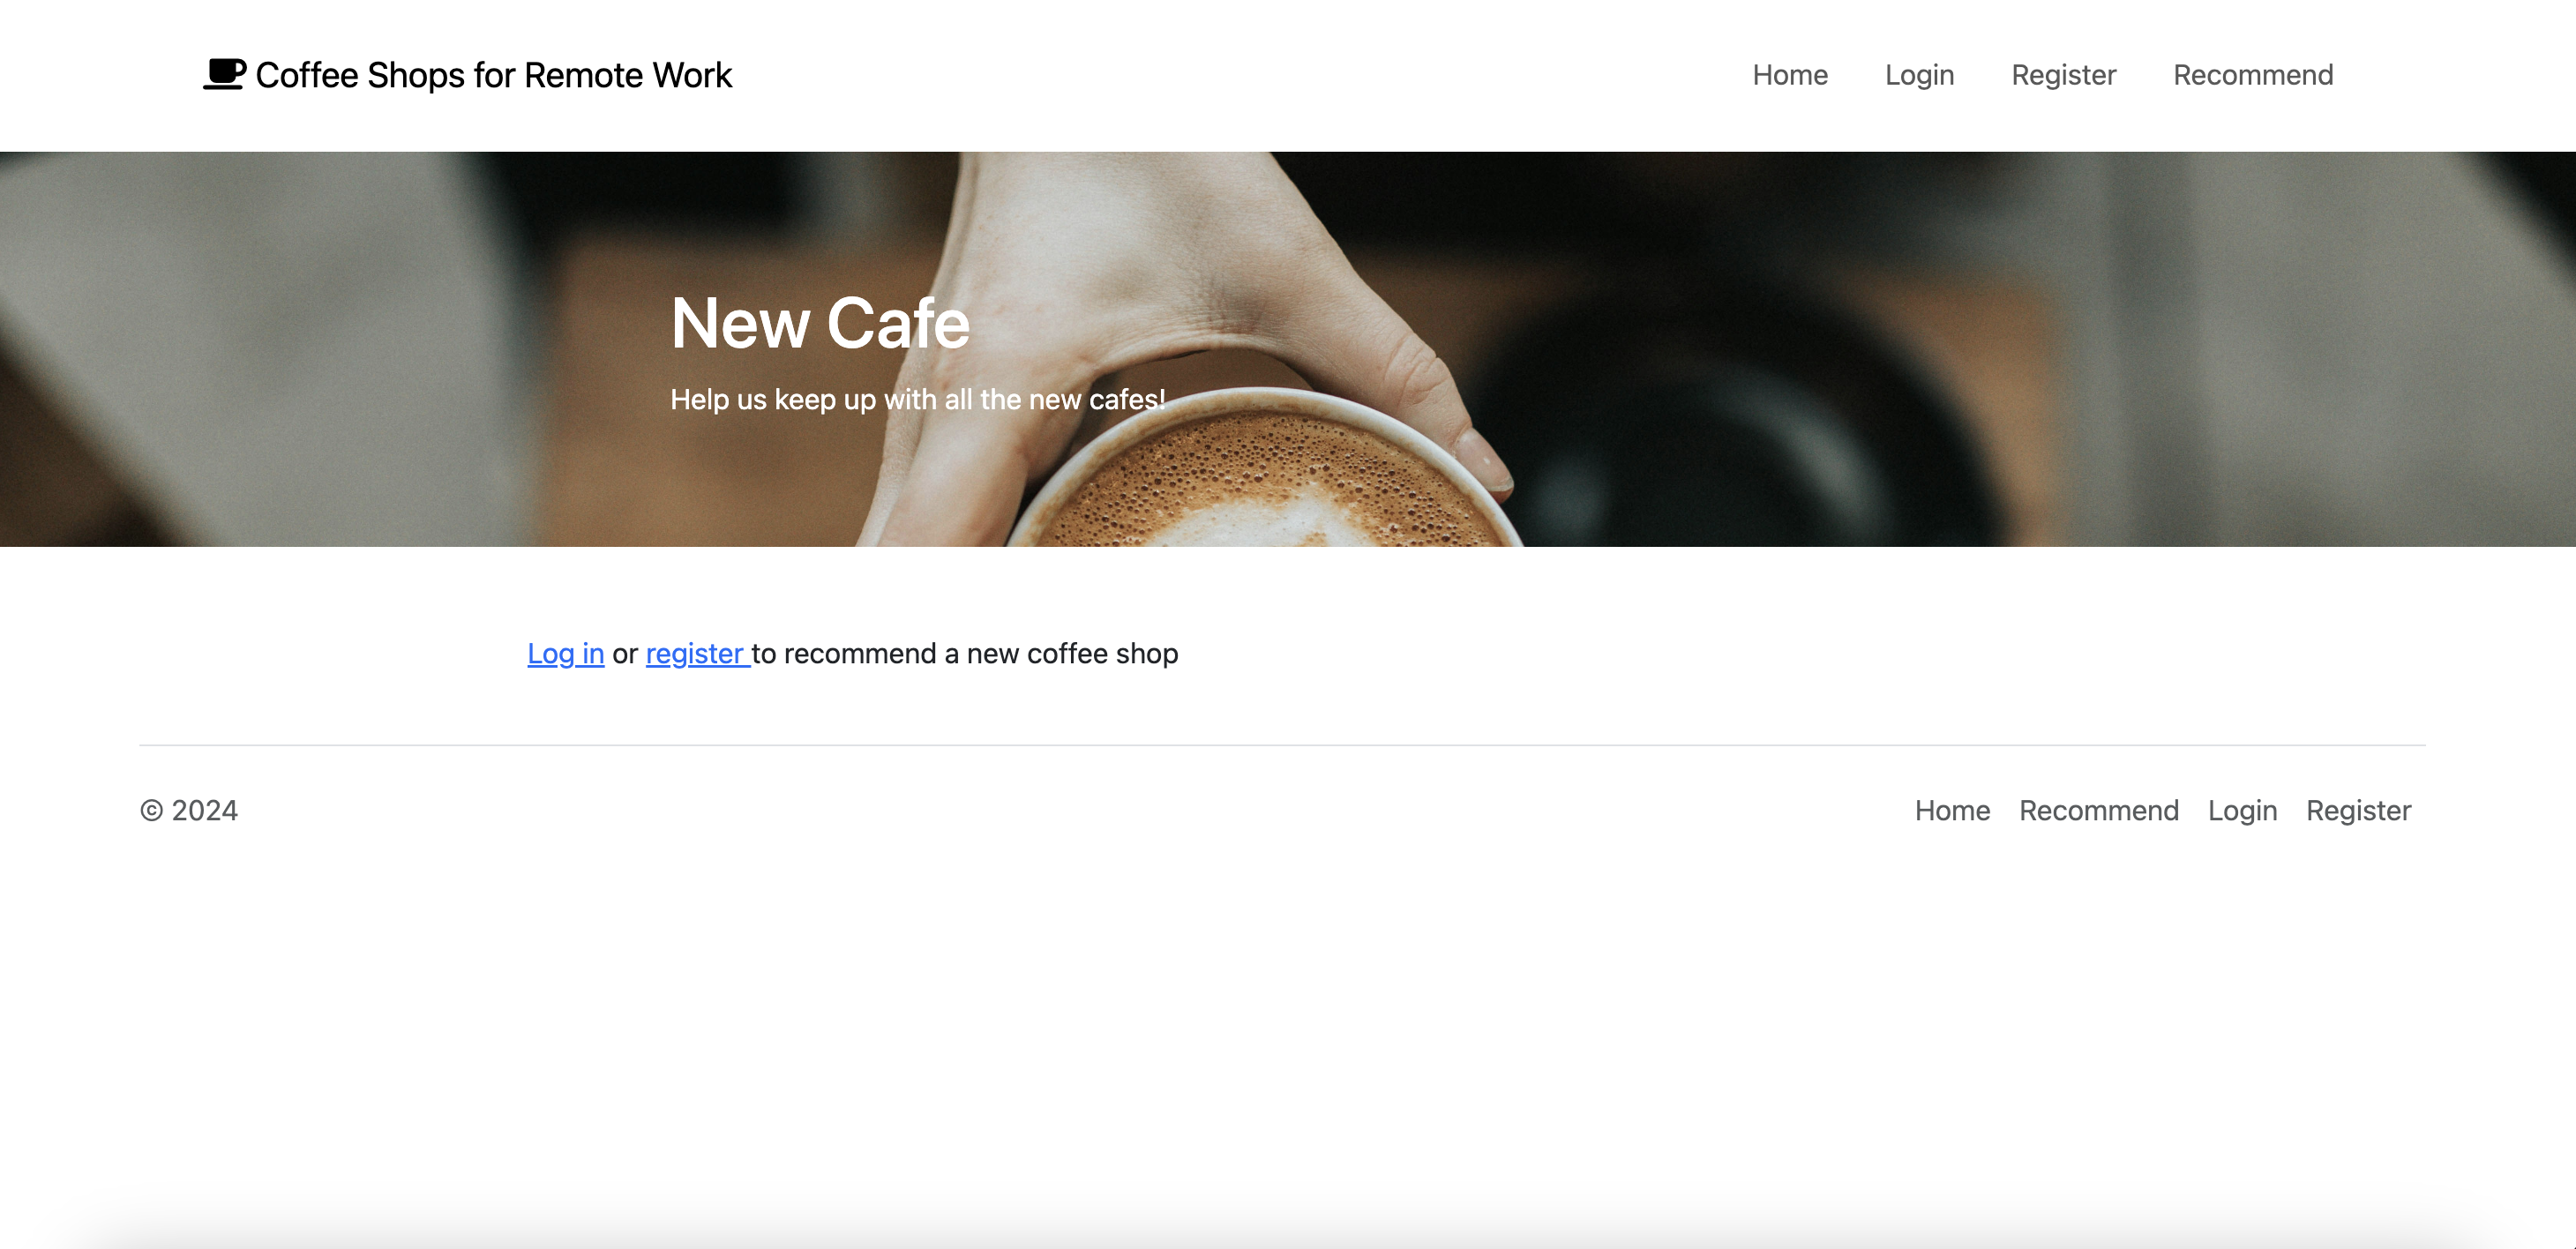 Coffee Shops for Remote Work
Home Login Register Recommend
New Cafe
Help us keep up with all the new cafes!
Log in or register to recommend a new coffee shop
© 2024
Home Recommend Login Register